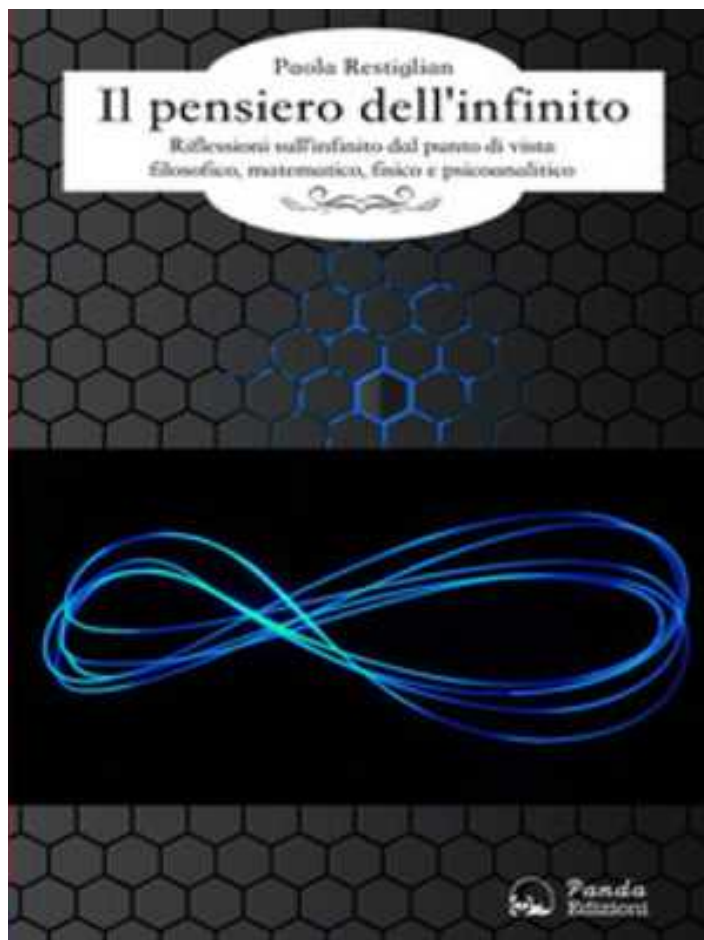 Paola Restiglian
Il pensiero dell'infinito
Riflessioni sull'infinito dal punto di vista
filosofico, matematico, fisico e psicoanalitico
Panda
Edizioni